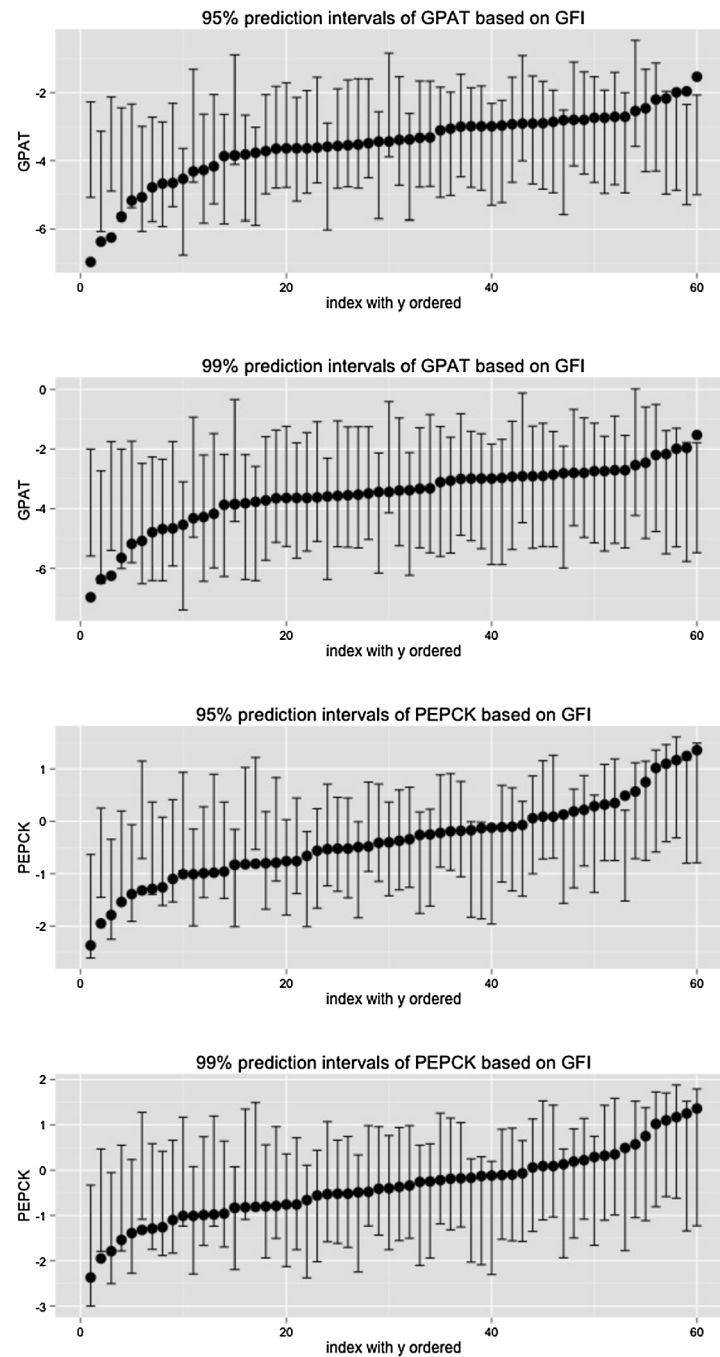 95% prediction intervals of GPAT based on GFI
-2
-4
-6
GPAT
0 20 40 60
index with y ordered
99% prediction intervals of GPAT based on GFI
0
-2
-4
-6
GPAT
0 20 40 60
index with y ordered
95% prediction intervals of PEPCK based on GFI
1
0
-1
-2
PEPCK
0 20 40 60
index with y ordered
99% prediction intervals of PEPCK based on GFI
2
1
0
-1
-2
-3
PEPCK
0 20 40 60
index with y ordered